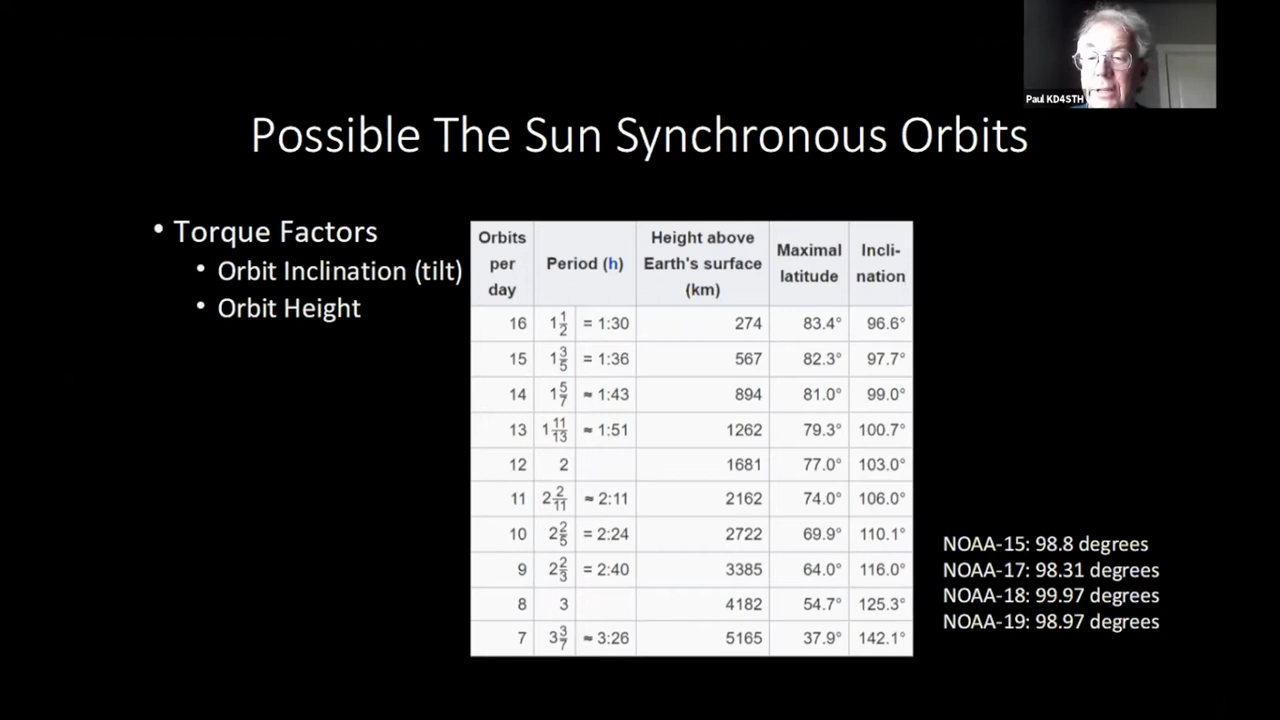 Paul KD4STH
Possible The Sun Synchronous Orbits
• Torque Factors
• Orbit Inclination (tilt)
• Orbit Height
Orbits per day | Period (h) | Height above Earth's surface (km) | Maximal latitude | Incli-nation
16 | 1 1/2 | = 1:30 | 274 | 83.4° | 96.6°
15 | 1 3/5 | = 1:36 | 567 | 82.3° | 97.7°
14 | 1 5/7 | ≈ 1:43 | 894 | 81.0° | 99.0°
13 | 1 11/13 | ≈ 1:51 | 1262 | 79.3° | 100.7°
12 | 2 | 1681 | 77.0° | 103.0°
11 | 2 2/11 | ≈ 2:11 | 2162 | 74.0° | 106.0°
10 | 2 2/5 | = 2:24 | 2722 | 69.9° | 110.1°
9 | 2 2/3 | = 2:40 | 3385 | 64.0° | 116.0°
8 | 3 | 4182 | 54.7° | 125.3°
7 | 3 3/7 | ≈ 3:26 | 5165 | 37.9° | 142.1°
NOAA-15: 98.8 degrees
NOAA-17: 98.31 degrees
NOAA-18: 99.97 degrees
NOAA-19: 98.97 degrees